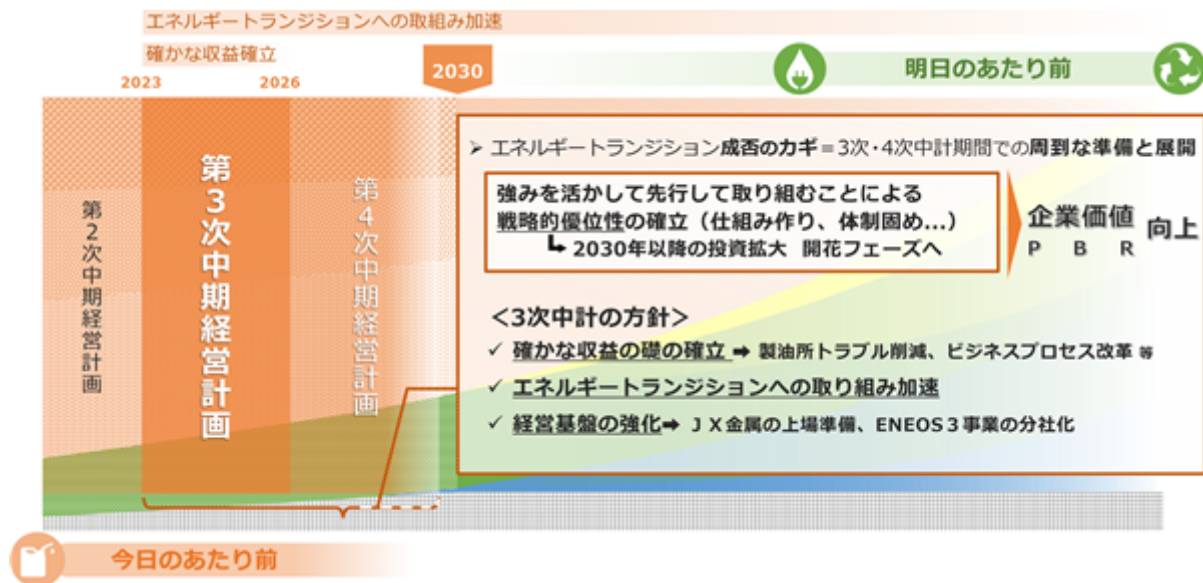 エネルギートランジションへの取組み加速
確かな収益確立
2023
2026
2030
明日のあたり前
第2次中期経営計画
第3次中期経営計画
第4次中期経営計画
➢ エネルギートランジション成否のカギ＝3次・4次中計期間での周到な準備と展開
強みを活かして先行して取り組むことによる
戦略的優位性の確立（仕組み作り、体制固め…）
2030年以降の投資拡大 開花フェーズへ
企業価値
P B R
向上
＜3次中計の方針＞
✓ 確かな収益の礎の確立 ➡ 製油所トラブル削減、ビジネスプロセス改革 等
✓ エネルギートランジションへの取り組み加速
✓ 経営基盤の強化➡ ＪＸ金属の上場準備、ENEOS３事業の分社化
今日のあたり前